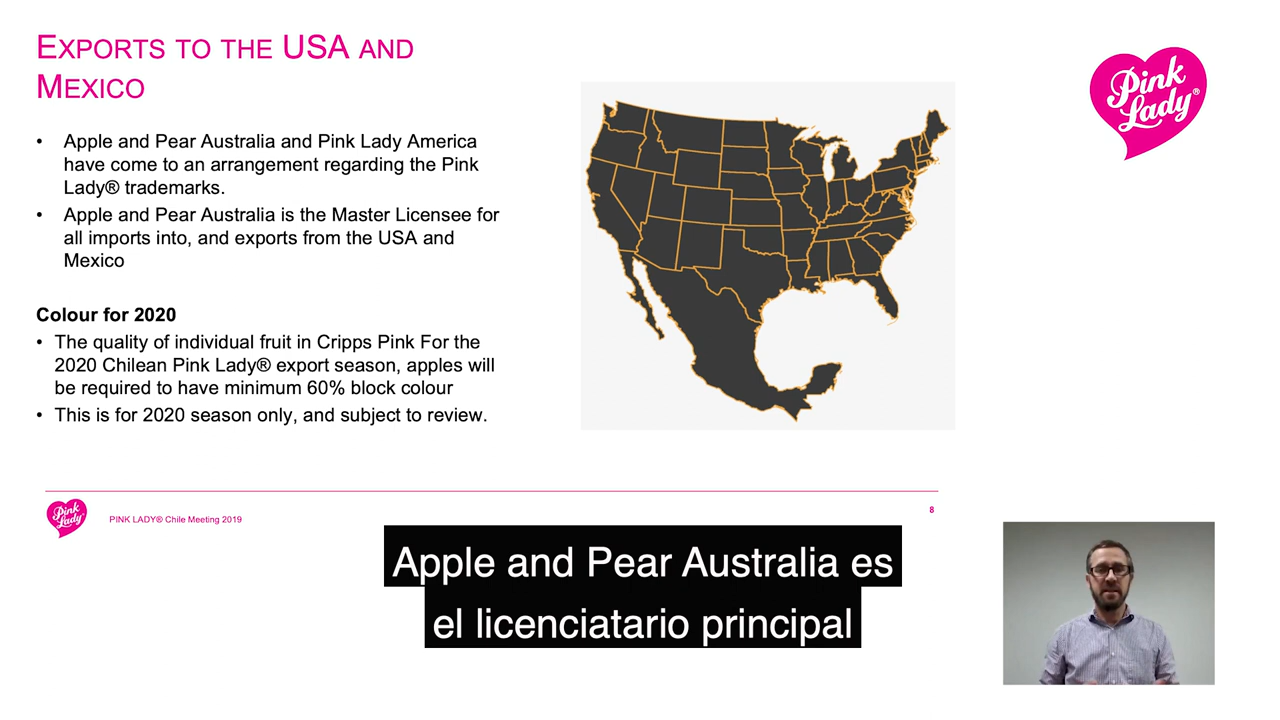 EXPORTS TO THE USA AND
MEXICO
Pink
Lady®
• Apple and Pear Australia and Pink Lady America
have come to an arrangement regarding the Pink
Lady® trademarks.
• Apple and Pear Australia is the Master Licensee for
all imports into, and exports from the USA and
Mexico
Colour for 2020
• The quality of individual fruit in Cripps Pink For the
2020 Chilean Pink Lady® export season, apples will
be required to have minimum 60% block colour
• This is for 2020 season only, and subject to review.
Pink
Lady
PINK LADY® Chile Meeting 2019
8
Apple and Pear Australia es
el licenciatario principal